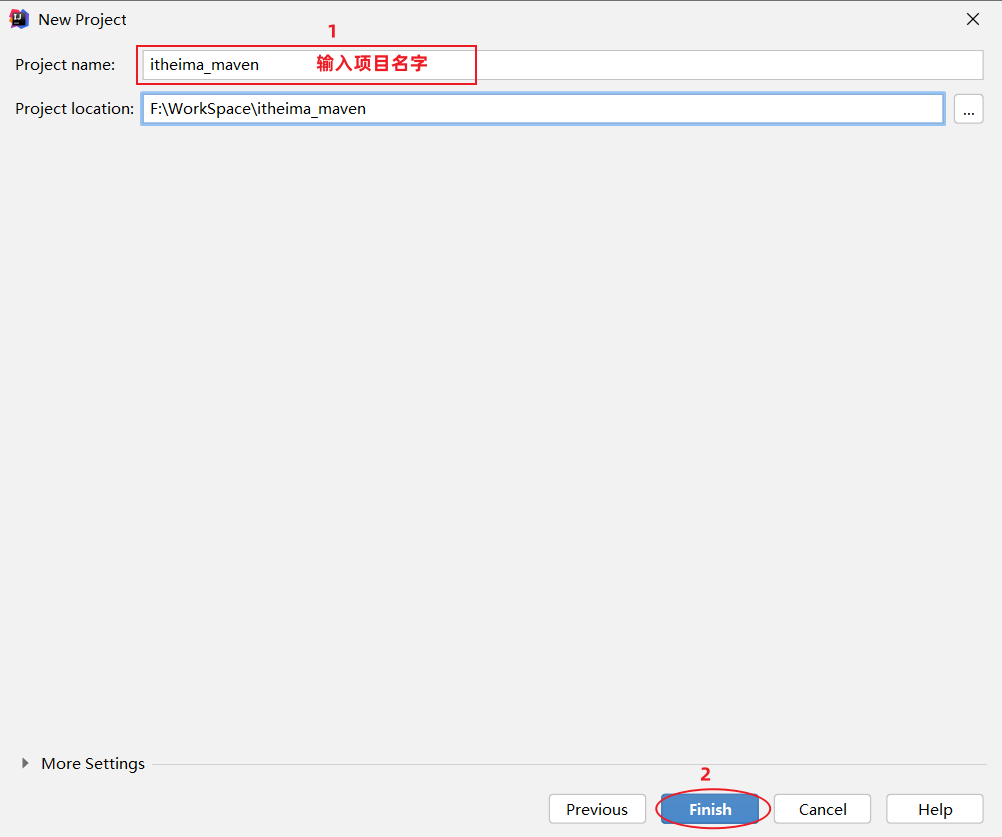 New Project
1
Project name: itheima_maven 输入项目名字
Project location: F:\WorkSpace\itheima_maven ...
More Settings
2
Previous Finish Cancel Help